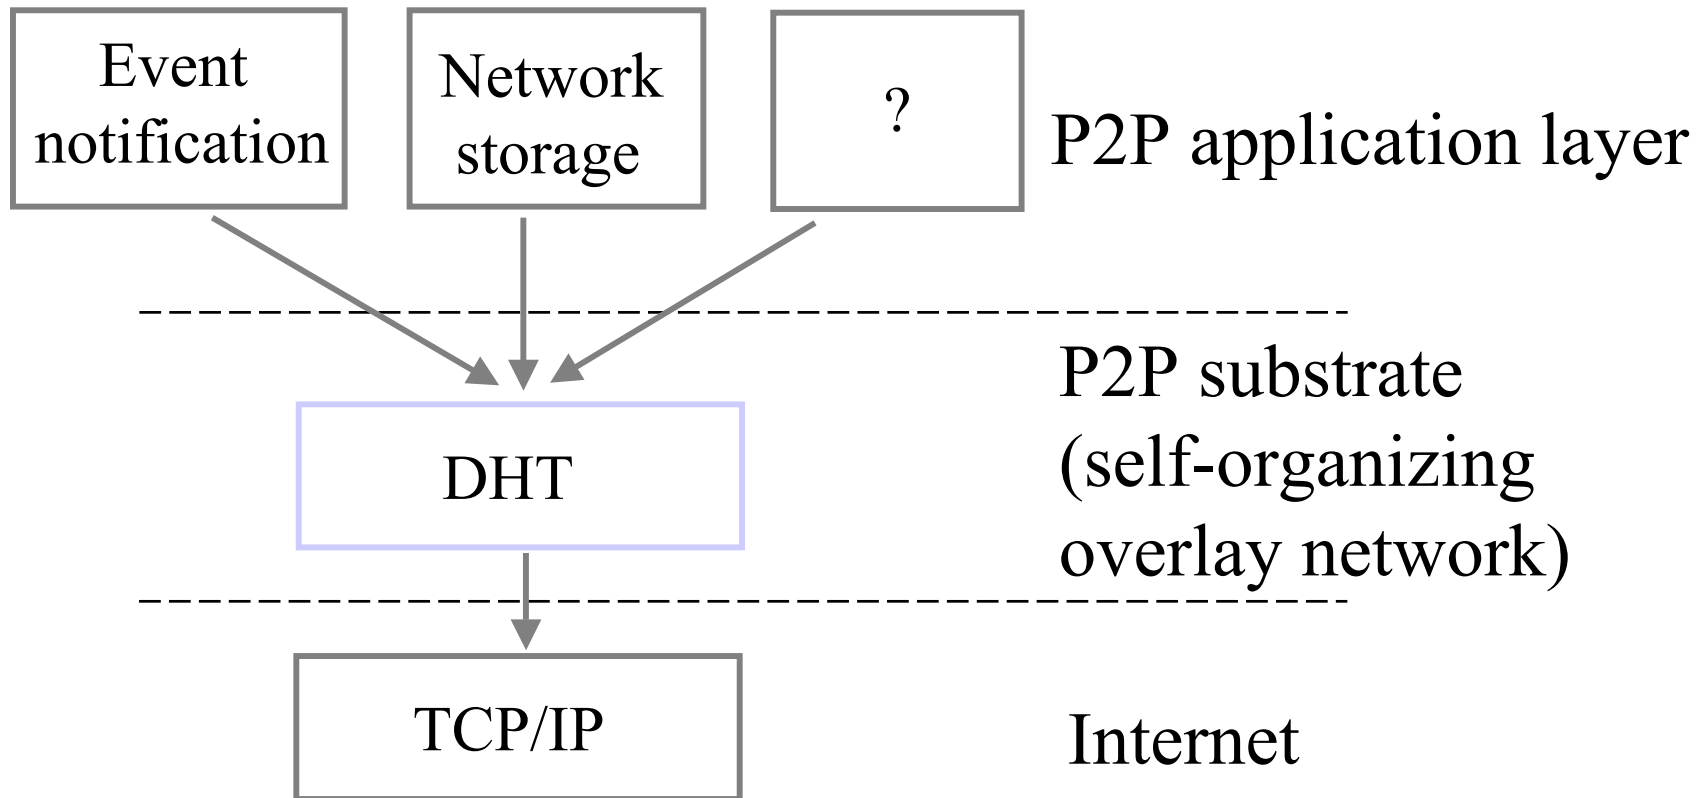 Event
notification
Network
storage
?
P2P application layer
P2P substrate
(self-organizing
overlay network)
DHT
TCP/IP
Internet